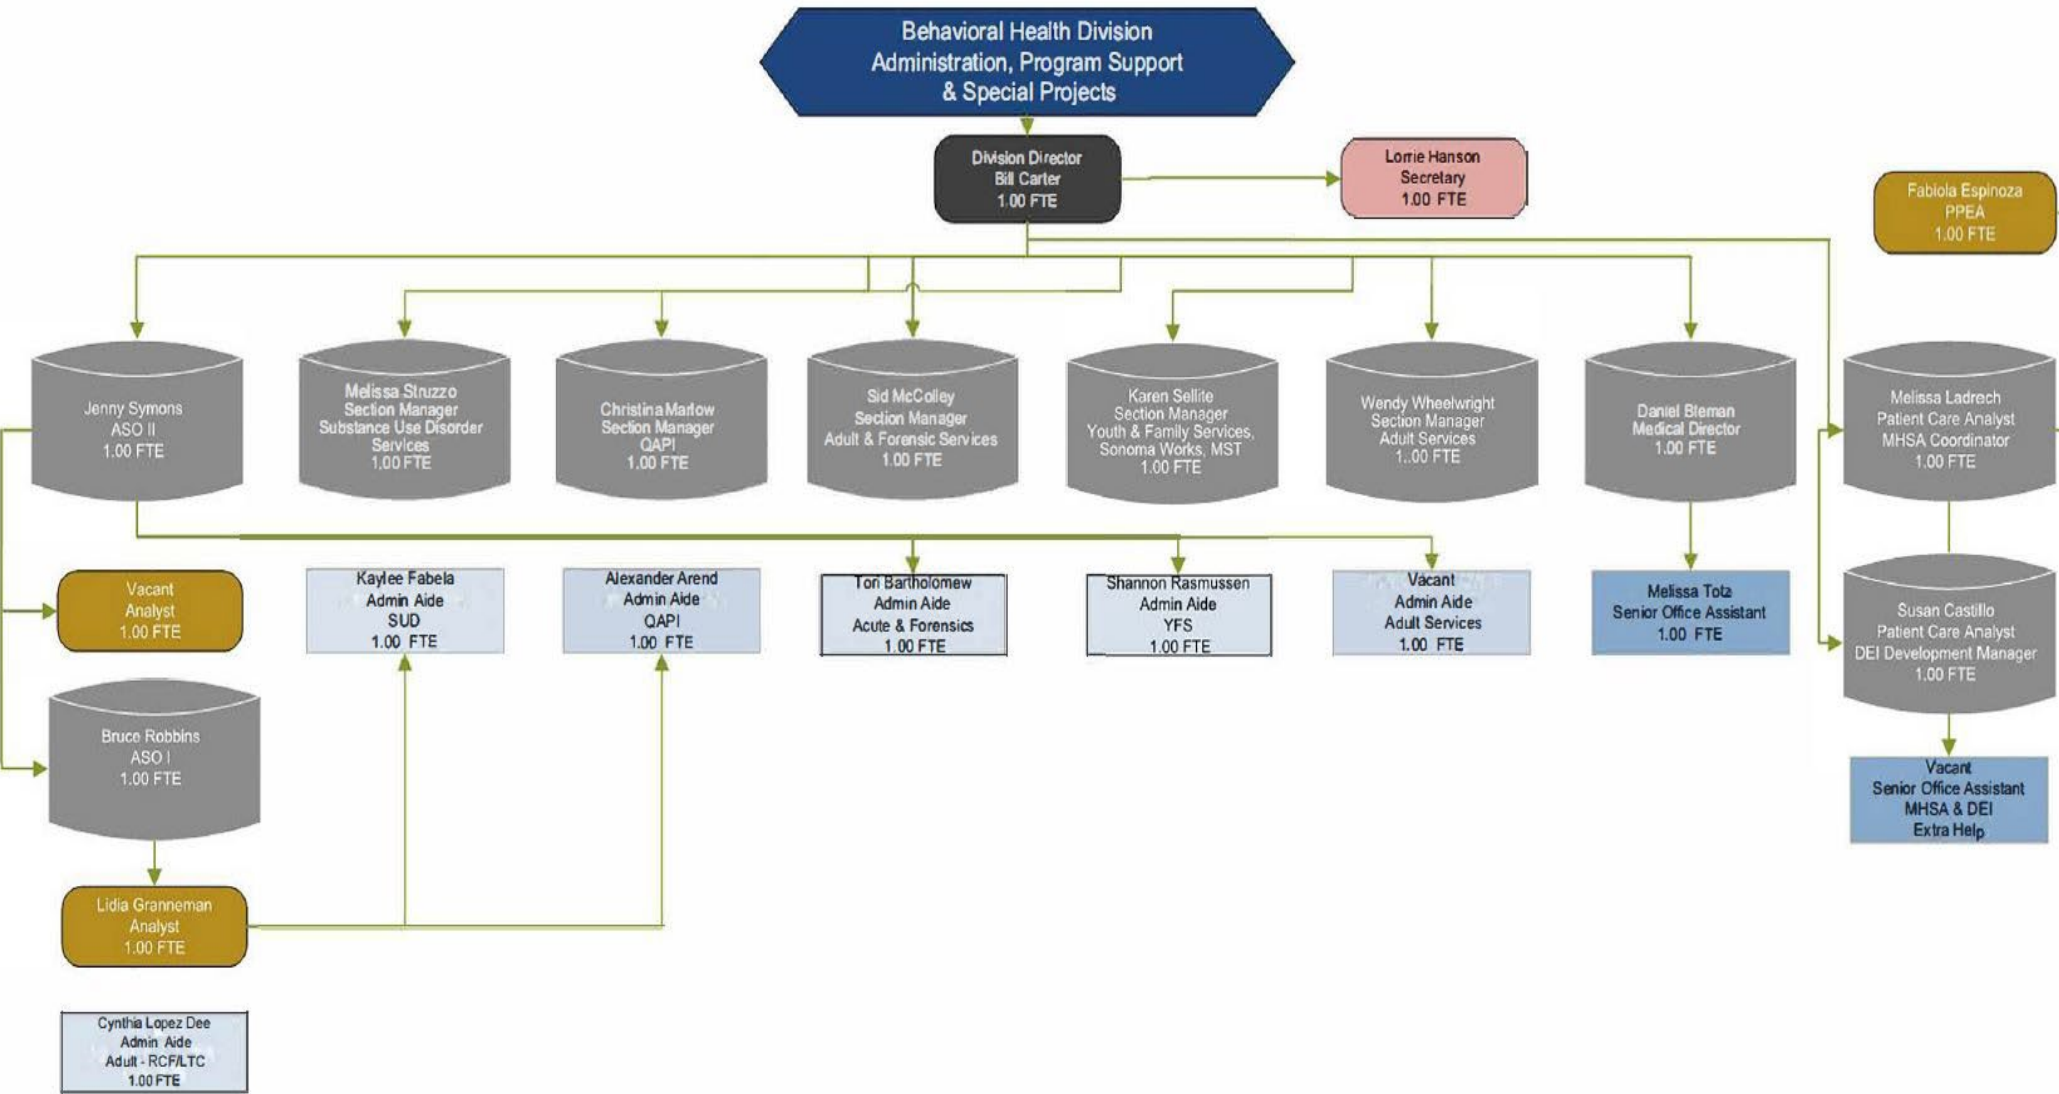 Behavioral Health Division
Administration, Program Support
& Special Projects
Division Director
Bill Carter
1.00 FTE
Lorrie Hanson
Secretary
1.00 FTE
Fabiola Espinoza
PPEA
1.00 FTE
Jenny Symons
ASO II
1.00 FTE
Melissa Struzzo
Section Manager
Substance Use Disorder
Services
1,00 FTE
Christina Marlow
Section Manager
QAPI
1.00 FTE
Sid McColley
Section Manager
Adult & Forensic Services
1.00 FTE
Karen Sellite
Section Manager
Youth & Family Services,
Sonoma Works, MST
1.00 FTE
Wendy Wheelwright
Section Manager
Adult Services
1..00 FTE
Daniel Bleman
Medical Director
1.00 FTE
Melissa Ladrech
Patient Care Analyst
MHSA Coordinator
1.00 FTE
Vacant
Analyst
1.00 FTE
Kaylee Fabela
Admin Aide
SUD
1.00 FTE
Alexander Arend
Admin Aide
QAPI
1.00 FTE
Tori Bartholomew
Admin Aide
Acute & Forensics
1.00 FTE
Shannon Rasmussen
Admin Aide
YFS
1.00 FTE
Vacant
Admin Aide
Adult Services
1.00 FTE
Melissa Totz
Senior Office Assistant
1.00 FTE
Susan Castillo
Patient Care Analyst
DEI Development Manager
1.00 FTE
Bruce Robbins
ASO I
1.00 FTE
Vacant
Senior Office Assistant
MHSA & DEI
Extra Help
Lidia Granneman
Analyst
1.00 FTE
Cynthia Lopez Dee
Admin Aide
Adult - RCF/LTC
1.00 FTE